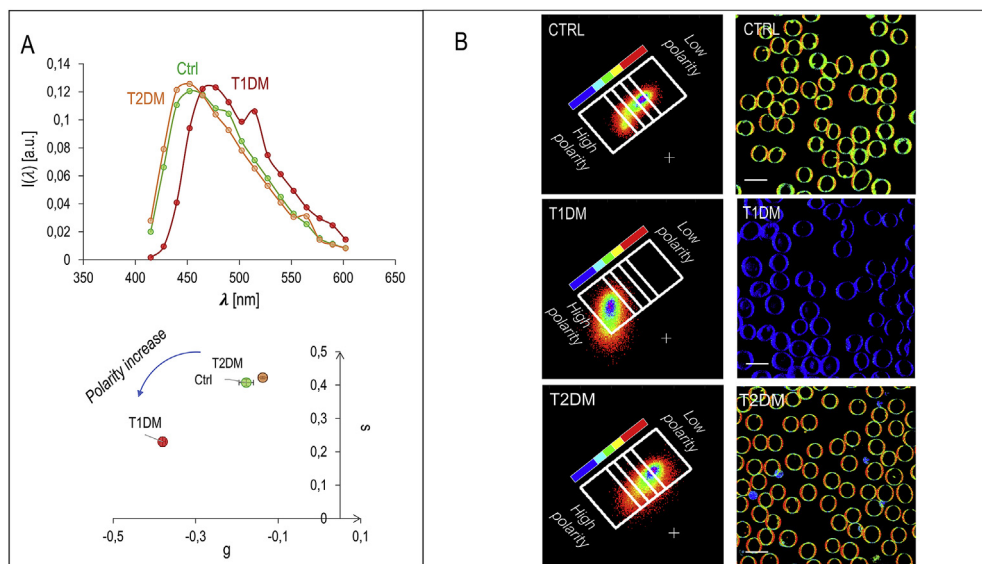 A
0,14
0,12
0,10
0,08
0,06
0,04
0,02
0
I(λ) [a.u.]
Ctrl
T2DM
T1DM
350
450
500
550
600
650
λ [nm]
Polarity increase
T2DM
Ctrl
T1DM
0,5
0,4
0,3
0,2
0,1
0
s
-0,5
-0,3
-0,1
0,1
g
B
CTRL
Low polarity
High polarity
CTRL
T1DM
Low polarity
High polarity
T1DM
T2DM
Low polarity
High polarity
T2DM